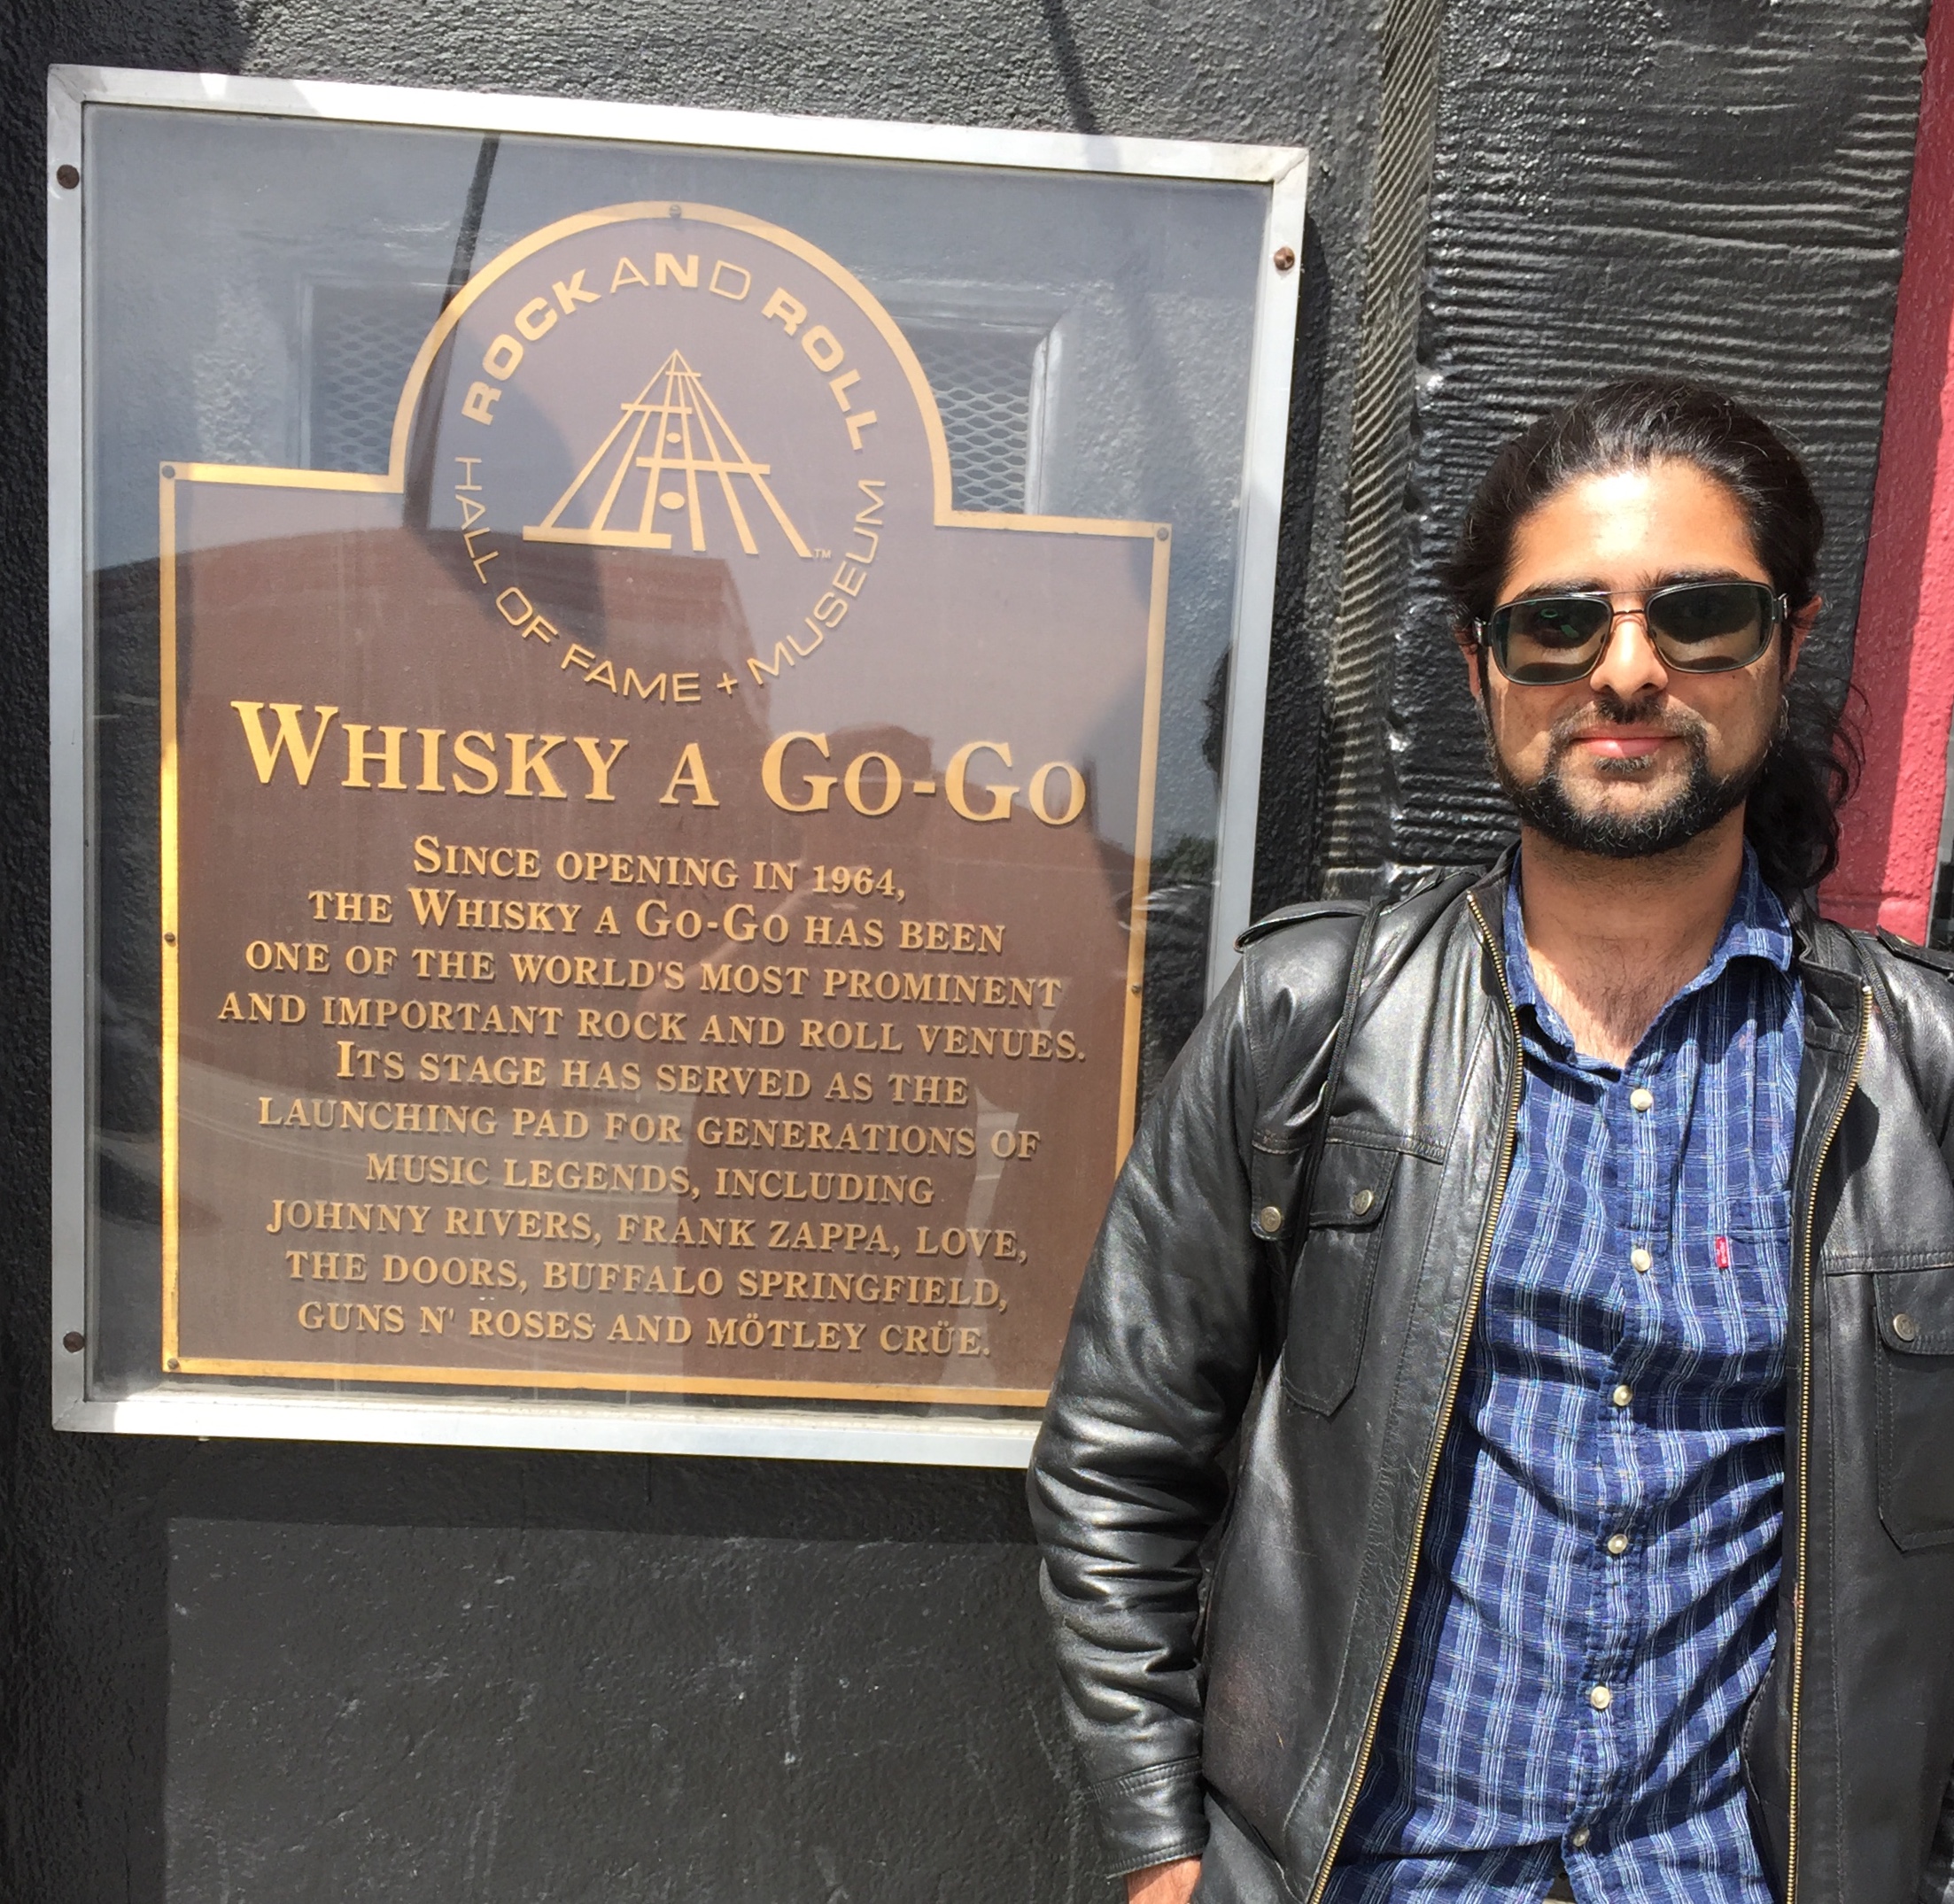 ROCK AND ROLL
HALL OF FAME + MUSEUM
TM
WHISKY A GO-GO
SINCE OPENING IN 1964,
THE WHISKY A GO-GO HAS BEEN
ONE OF THE WORLD'S MOST PROMINENT
AND IMPORTANT ROCK AND ROLL VENUES.
ITS STAGE HAS SERVED AS THE
LAUNCHING PAD FOR GENERATIONS OF
MUSIC LEGENDS, INCLUDING
JOHNNY RIVERS, FRANK ZAPPA, LOVE,
THE DOORS, BUFFALO SPRINGFIELD,
GUNS N' ROSES AND MÖTLEY CRÜE.